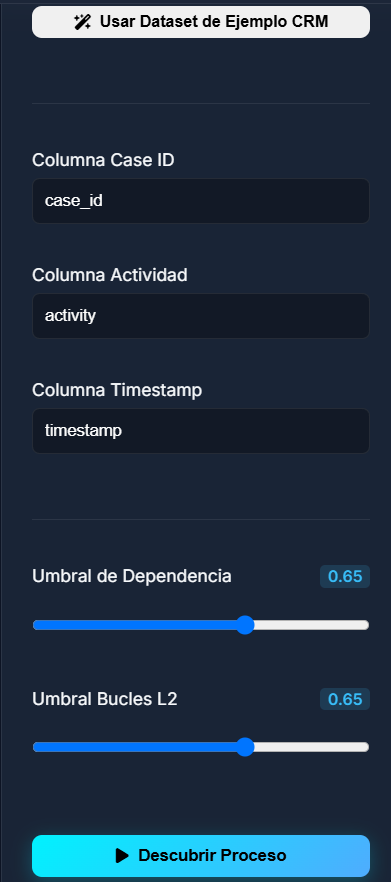 Usar Dataset de Ejemplo CRM
Columna Case ID
case_id
Columna Actividad
activity
Columna Timestamp
timestamp
Umbral de Dependencia 0.65
Umbral Bucles L2 0.65
Descubrir Proceso